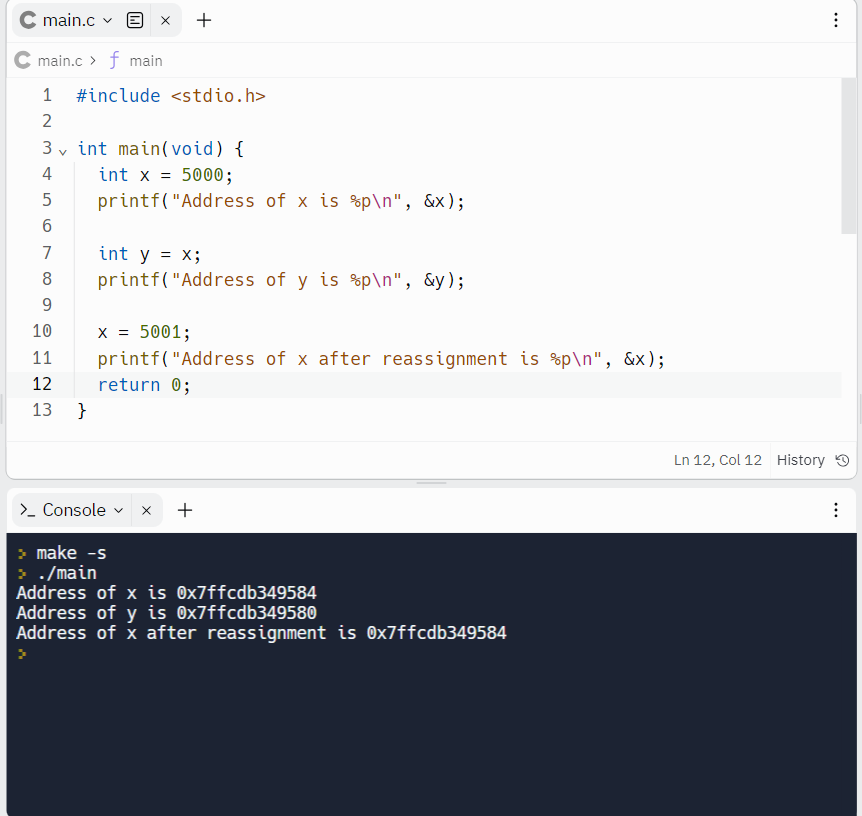 main.c
main.c > f main
1 #include <stdio.h>
2
3 int main(void) {
4   int x = 5000;
5   printf("Address of x is %p\n", &x);
6
7   int y = x;
8   printf("Address of y is %p\n", &y);
9
10   x = 5001;
11   printf("Address of x after reassignment is %p\n", &x);
12   return 0;
13 }
Ln 12, Col 12 History
>_ Console
> make -s
> ./main
Address of x is 0x7ffcdb349584
Address of y is 0x7ffcdb349580
Address of x after reassignment is 0x7ffcdb349584
>